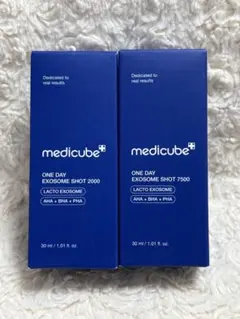 Dedicated to
real results
medicube
ONE DAY
EXOSOME SHOT 2000
LACTO EXOSOME
AHA + BHA + PHA
30 ml / 1.01 fl. oz.
Dedicated to
real results
medicube
ONE DAY
EXOSOME SHOT 7500
LACTO EXOSOME
AHA + BHA + PHA
30 ml / 1.01 fl. oz.